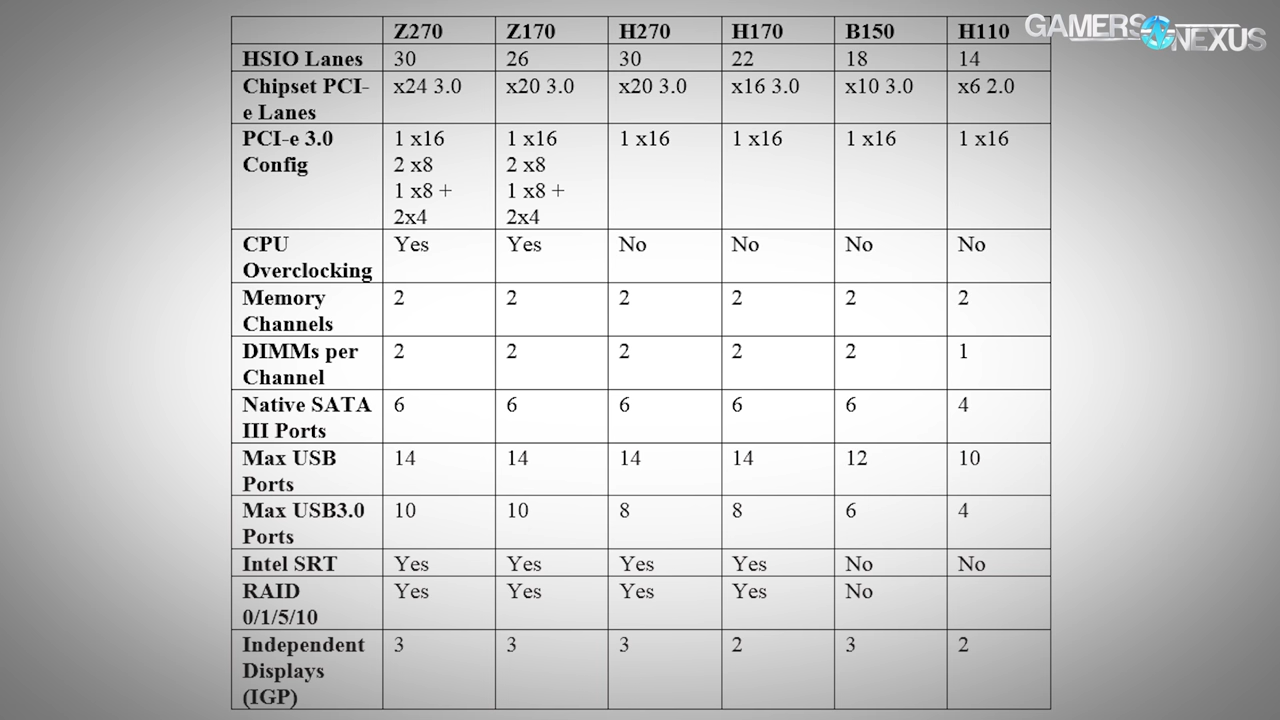 GAMERS NEXUS
Z270 Z170 H270 H170 B150 H110
HSIO Lanes 30 26 30 22 18 14
Chipset PCI- x24 3.0 x20 3.0 x20 3.0 x16 3.0 x10 3.0 x6 2.0
e Lanes
PCI-e 3.0 1 x16 1 x16 1 x16 1 x16 1 x16 1 x16
Config 2 x8 2 x8
1 x8 + 1 x8 +
2x4 2x4
CPU Yes Yes No No No No
Overclocking
Memory 2 2 2 2 2 2
Channels
DIMMs per 2 2 2 2 2 1
Channel
Native SATA 6 6 6 6 6 4
III Ports
Max USB 14 14 14 14 12 10
Ports
Max USB3.0 10 10 8 8 6 4
Ports
Intel SRT Yes Yes Yes Yes No No
RAID Yes Yes Yes Yes No
0/1/5/10
Independent 3 3 3 2 3 2
Displays
(IGP)